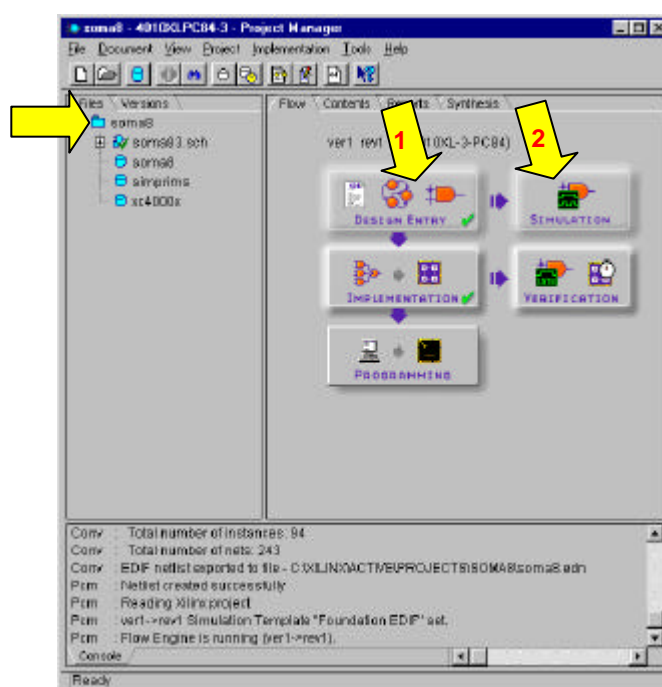 soma8 - 4010XLPC84-3 - Project Manager
File Document View Project Implementation Tools Help
Files Versions
soma8
soma83.sch
soma8
simprims
xc4000x
Flow Contents Reports Synthesis
ver1 rev1 10XL-3-PC84)
1
2
DESIGN ENTRY
SIMULATION
IMPLEMENTATION
VERIFICATION
PROGRAMMING
Conv : Total number of instances: 94
Conv : Total number of nets: 243
Conv : EDIF netlist exported to file - C:\XILINX\ACTIVE\PROJECTS\SOMA8\soma8.edn
Pcm : Netlist created successfully
Pcm : Reading Xilinx project
Pcm : ver1->rev1 Simulation Template "Foundation EDIF" set.
Pcm : Flow Engine is running (ver1->rev1).
Console
Ready